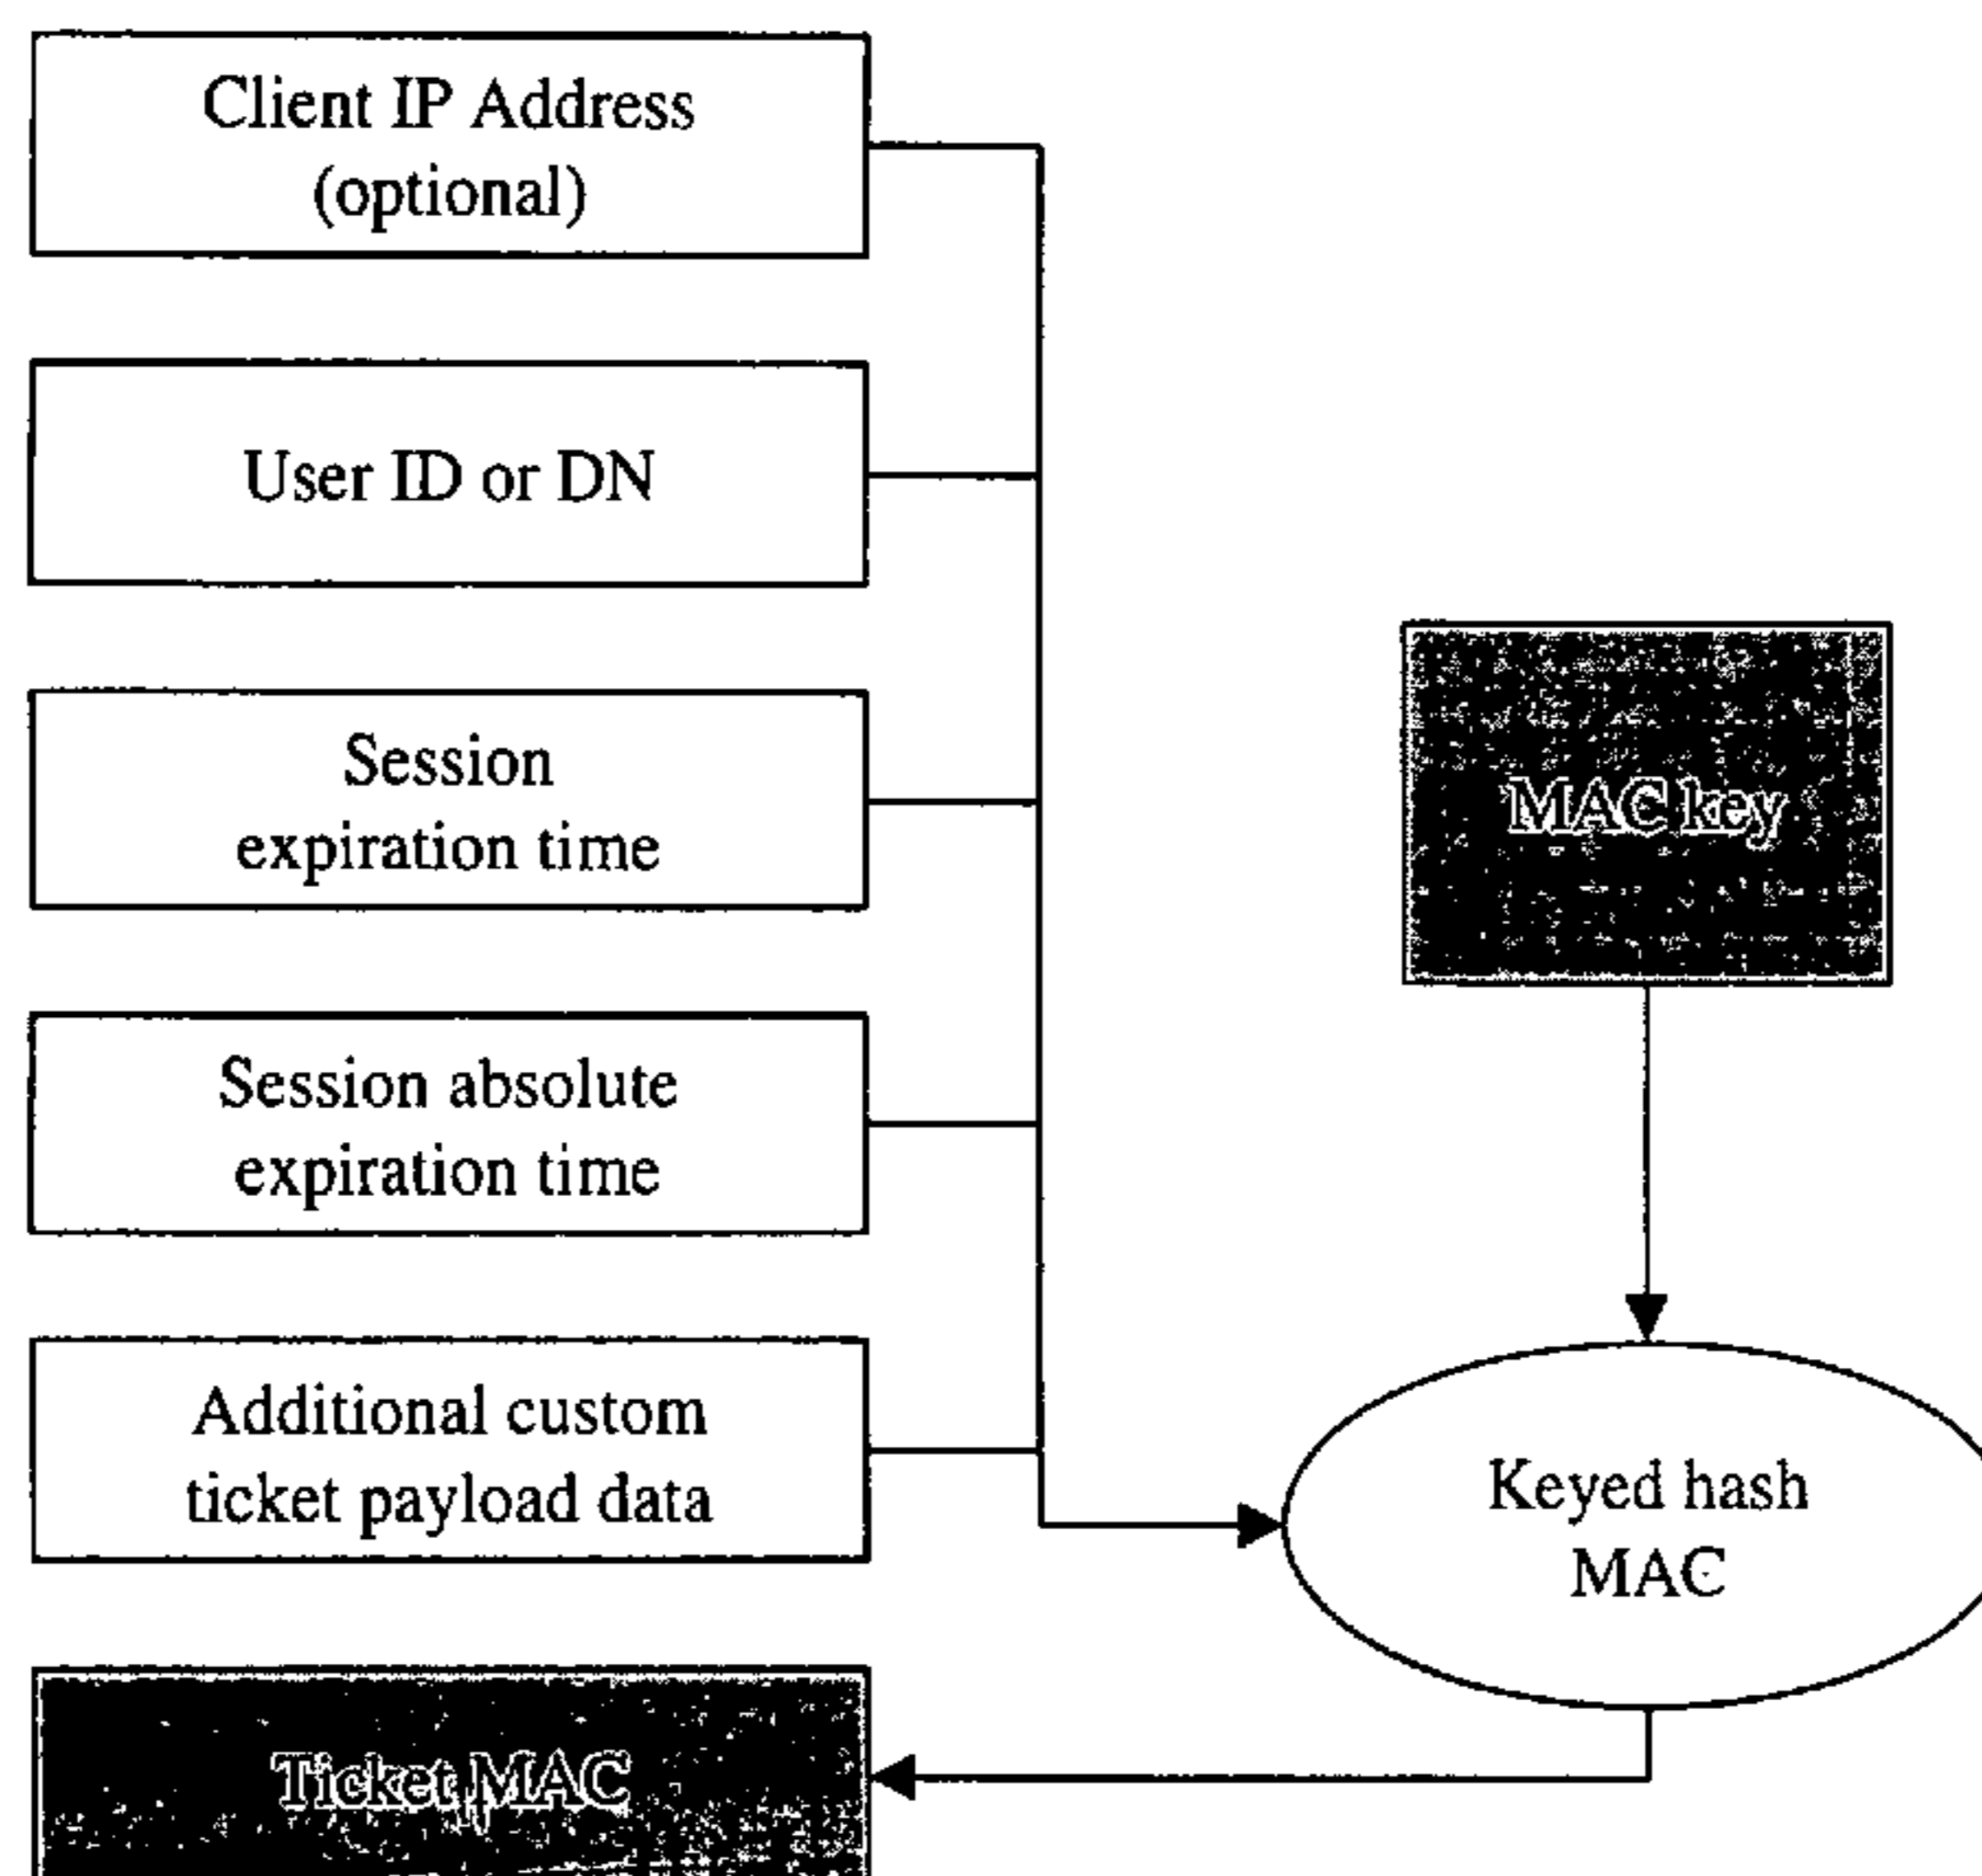 Client IP Address
(optional)
User ID or DN
Session
expiration time
MAC key
Session absolute
expiration time
Additional custom
ticket payload data
Keyed hash
MAC
Ticket MAC